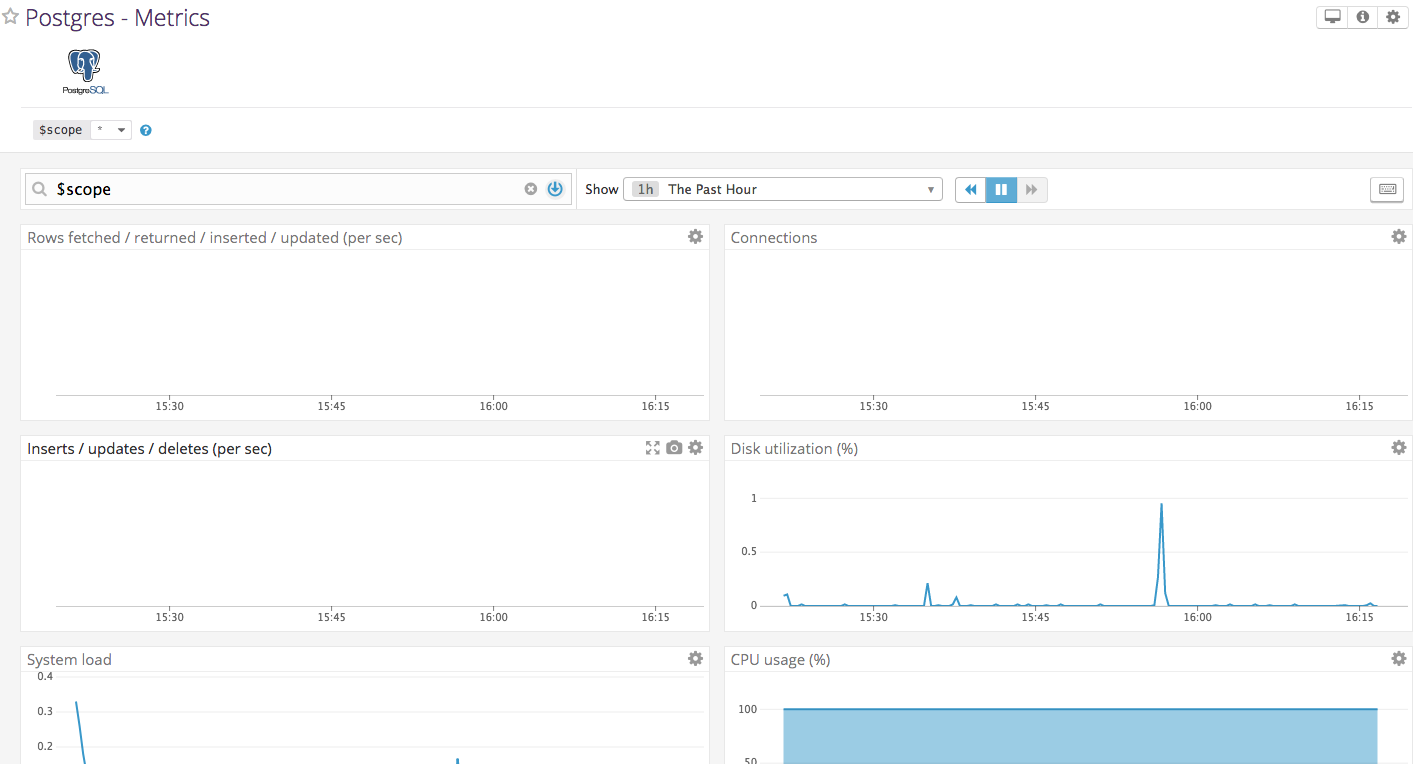 Postgres - Metrics
PostgreSQL
$scope * ?
$scope
Show 1h The Past Hour
Rows fetched / returned / inserted / updated (per sec)
15:30 15:45 16:00 16:15
Connections
15:30 15:45 16:00 16:15
Inserts / updates / deletes (per sec)
15:30 15:45 16:00 16:15
Disk utilization (%)
1
0.5
0
15:30 15:45 16:00 16:15
System load
0.4
0.3
0.2
CPU usage (%)
100
50